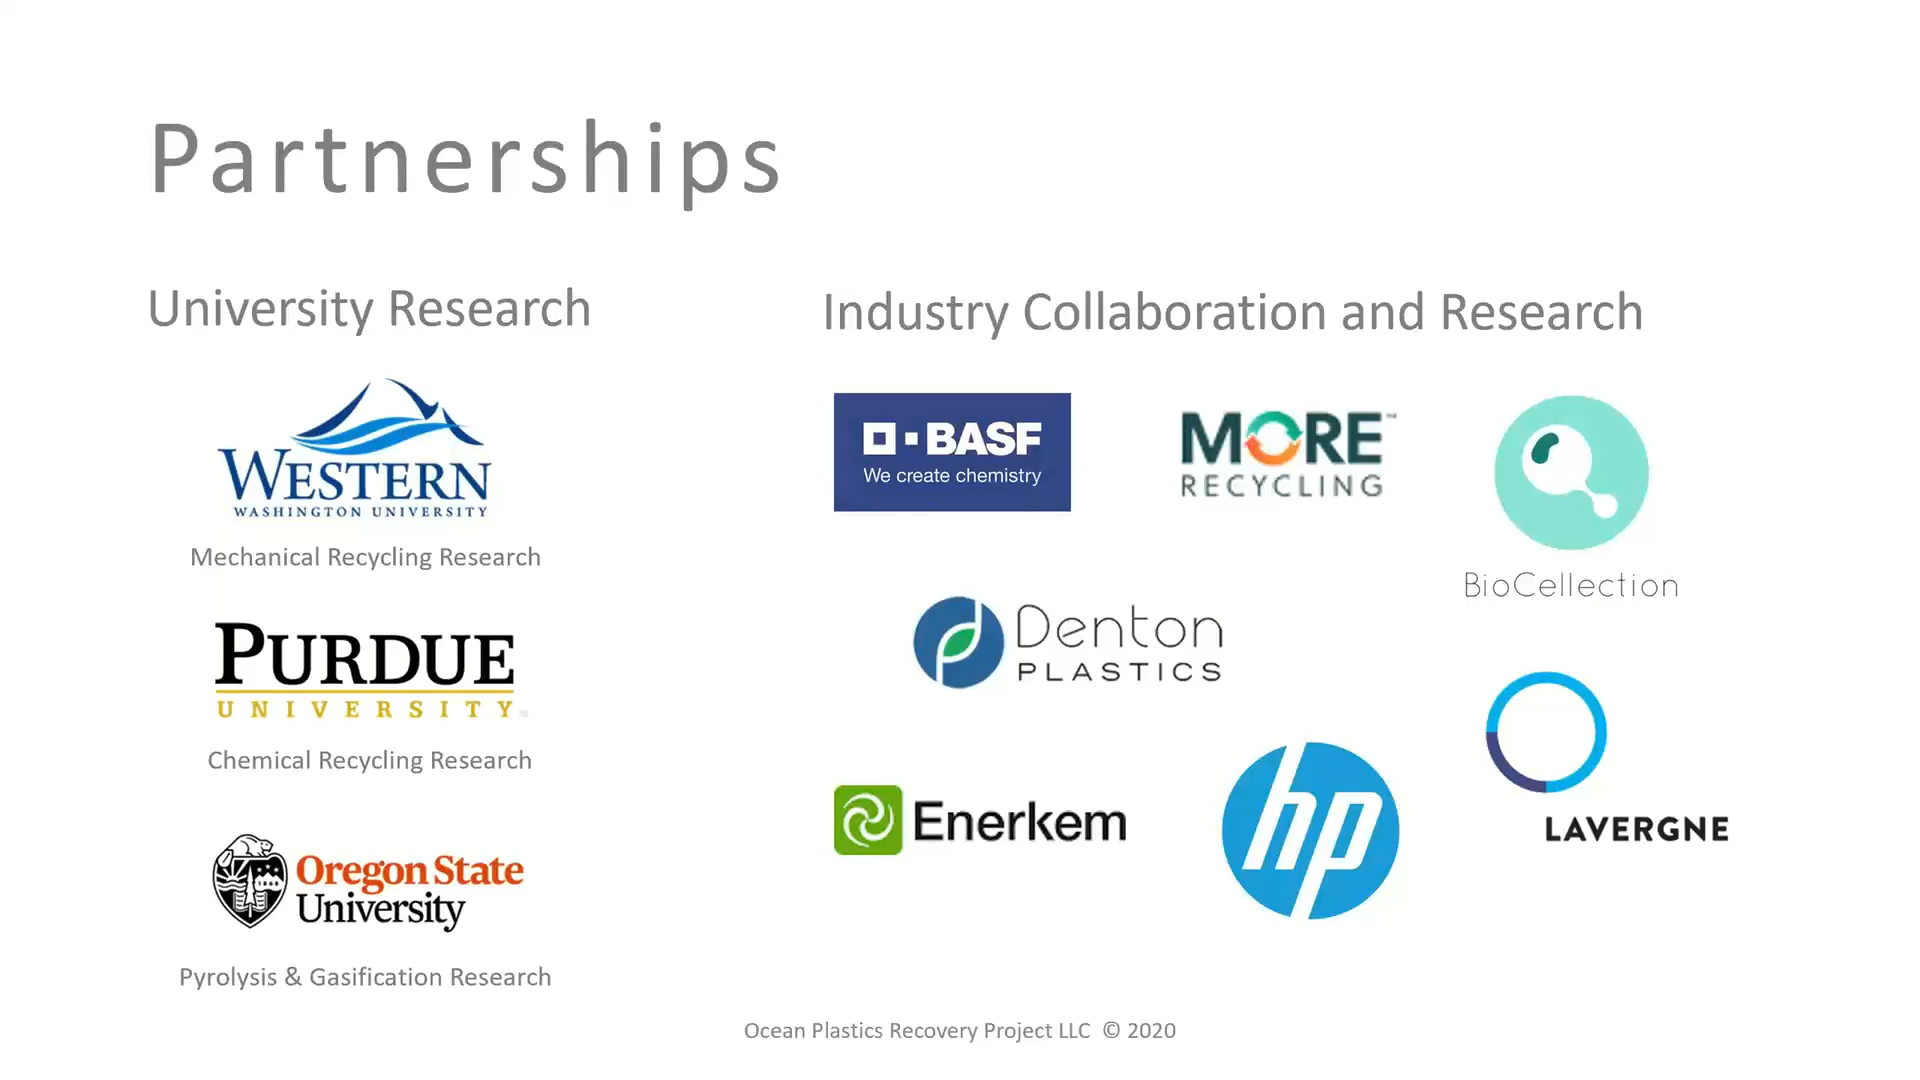 Partnerships
University Research
WESTERN
WASHINGTON UNIVERSITY
Mechanical Recycling Research
PURDUE
UNIVERSITY
Chemical Recycling Research
Oregon State
University
Pyrolysis & Gasification Research
Industry Collaboration and Research
BASF
We create chemistry
MORE™
RECYCLING
BioCellection
Denton
PLASTICS
Enerkem
hp
LAVERGNE
Ocean Plastics Recovery Project LLC © 2020